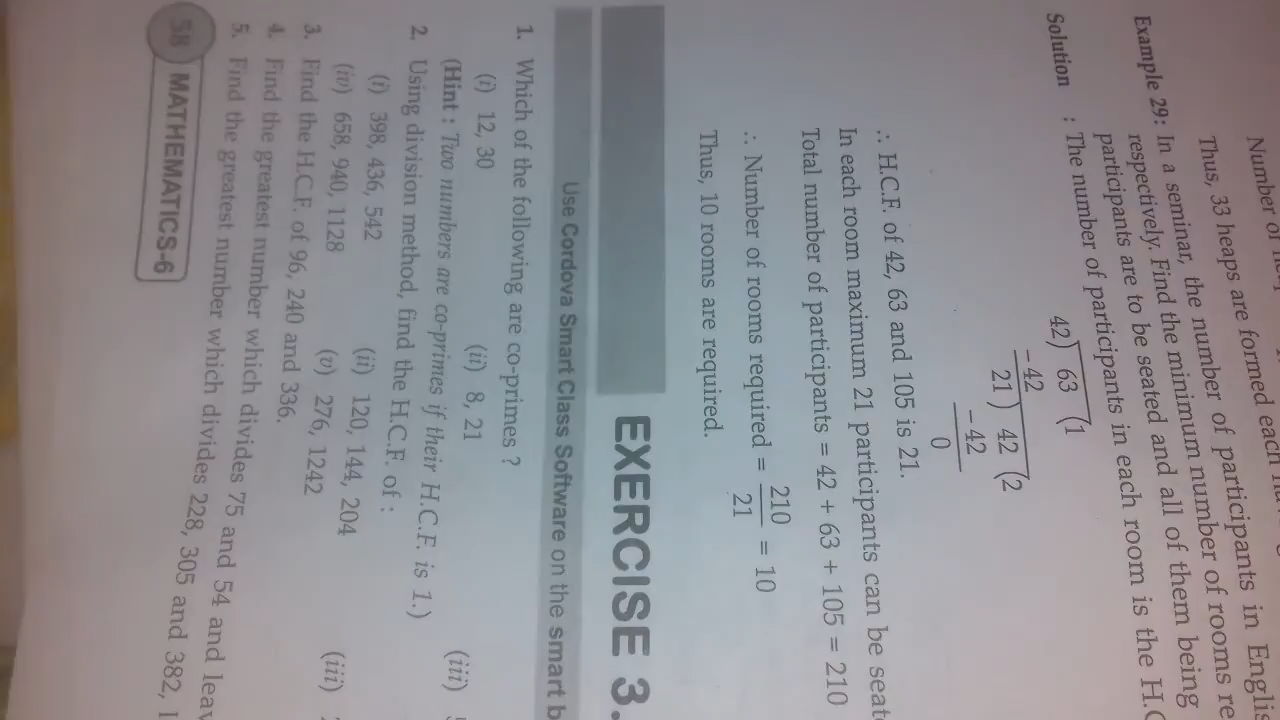 Number of
Thus, 33 heaps are formed each
Example 29: In a seminar, the number of participants in English
respectively. Find the minimum number of rooms re
participants are to be seated and all of them being
Solution : The number of participants in each room is the H.C
42) 63 (1
−42
21) 42 (2
−42
0
∴ H.C.F. of 42, 63 and 105 is 21.
In each room maximum 21 participants can be seat
Total number of participants = 42 + 63 + 105 = 210
∴ Number of rooms required = 210/21 = 10
Thus, 10 rooms are required.
EXERCISE 3.
Use Cordova Smart Class Software on the smart b
1. Which of the following are co-primes ?
(i) 12, 30 (ii) 8, 21 (iii)
(Hint : Two numbers are co-primes if their H.C.F. is 1.)
2. Using division method, find the H.C.F. of :
(i) 398, 436, 542 (ii) 120, 144, 204 (iii)
(iv) 658, 940, 1128 (v) 276, 1242
3. Find the H.C.F. of 96, 240 and 336.
4. Find the greatest number which divides 75 and 54 and leav
5. Find the greatest number which divides 228, 305 and 382, l
58 MATHEMATICS-6